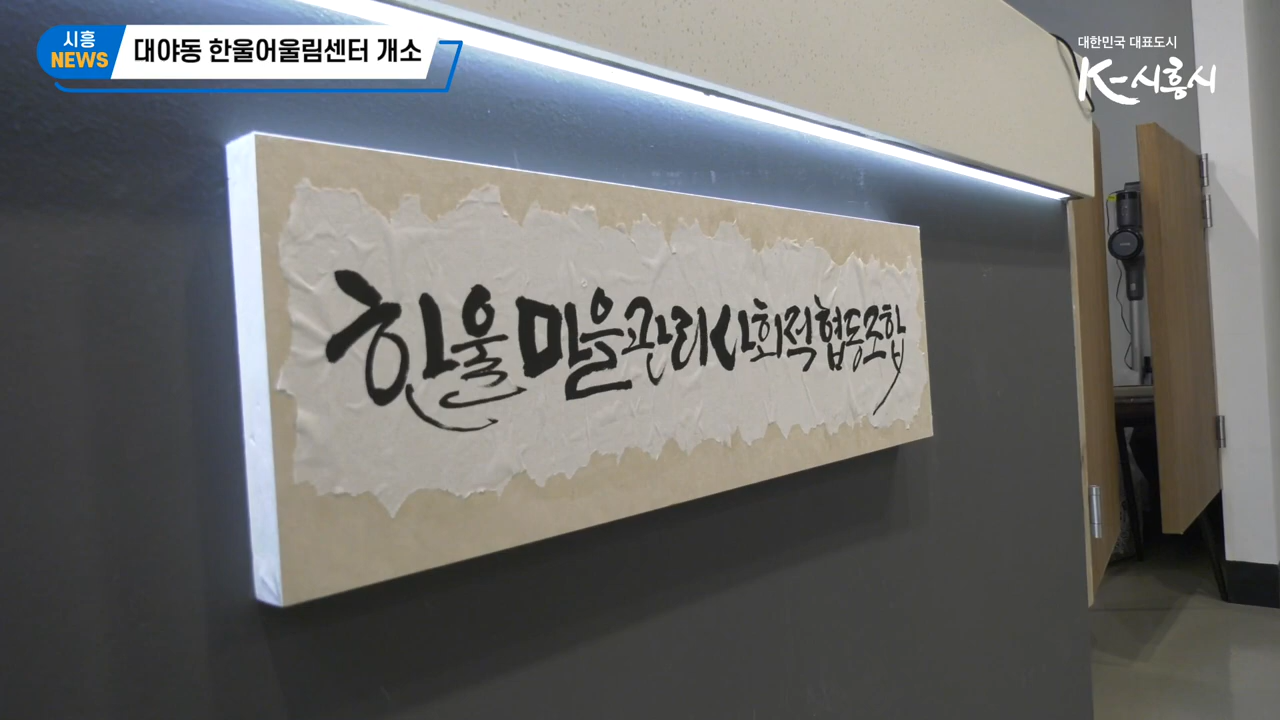 시흥
NEWS
대야동 한울어울림센터 개소
대한민국 대표도시
K-시흥시
한울마을관리사회적협동조합